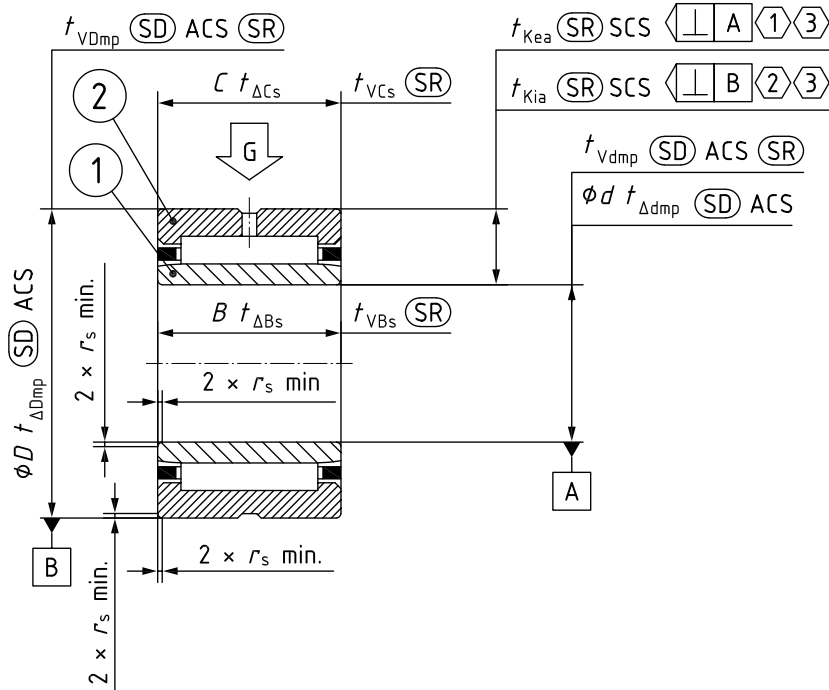 t_VDmp SD ACS SR
t_Kea SR SCS ⊥ A 1 3
t_Kia SR SCS ⊥ B 2 3
C t_ΔCs
t_VCs SR
2
G
1
t_Vdmp SD ACS SR
ϕd t_Δdmp SD ACS
B t_ΔBs
t_VBs SR
2 × r_s min
2 × r_s min.
ϕD t_ΔDmp SD ACS
A
B
2 × r_s min.
2 × r_s min.